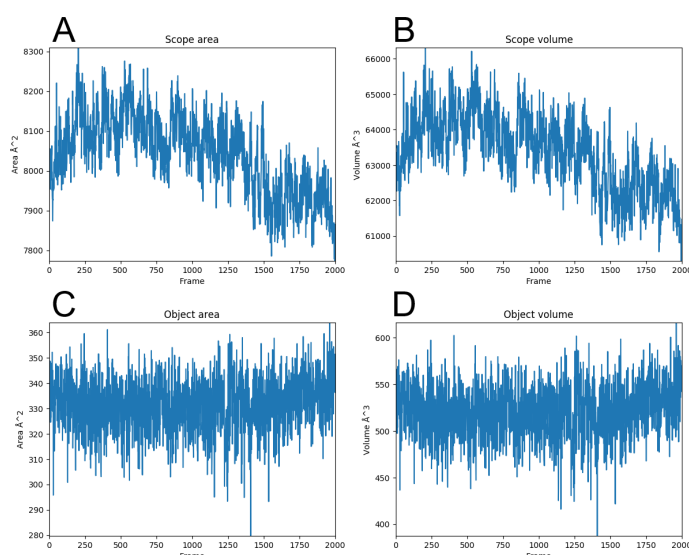 A
Scope area
8300
8200
8100
8000
7900
7800
Area Å^2
0 250 500 750 1000 1250 1500 1750 2000
Frame
B
Scope volume
66000
65000
64000
63000
62000
61000
Volume Å^3
0 250 500 750 1000 1250 1500 1750 2000
Frame
C
Object area
360
350
340
330
320
310
300
290
280
Area Å^2
0 250 500 750 1000 1250 1500 1750 2000
Frame
D
Object volume
600
550
500
450
400
Volume Å^3
0 250 500 750 1000 1250 1500 1750 2000
Frame